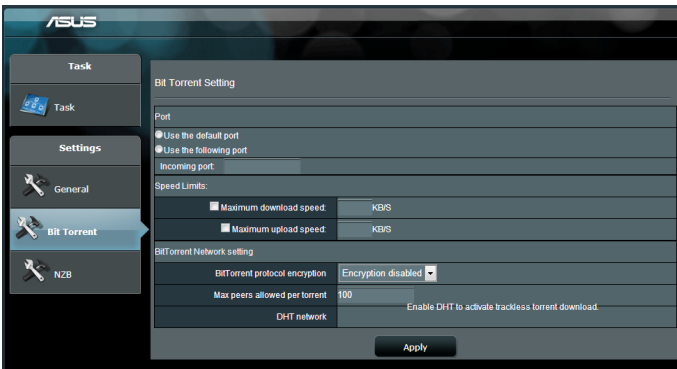 ASUS
Task
Task
Settings
General
Bit Torrent
NZB
Bit Torrent Setting
Port
Use the default port
Use the following port
Incoming port:
Speed Limits:
Maximum download speed: KB/S
Maximum upload speed: KB/S
BitTorrent Network setting
BitTorrent protocol encryption Encryption disabled
Max peers allowed per torrent 100
Enable DHT to activate trackless torrent download.
DHT network
Apply